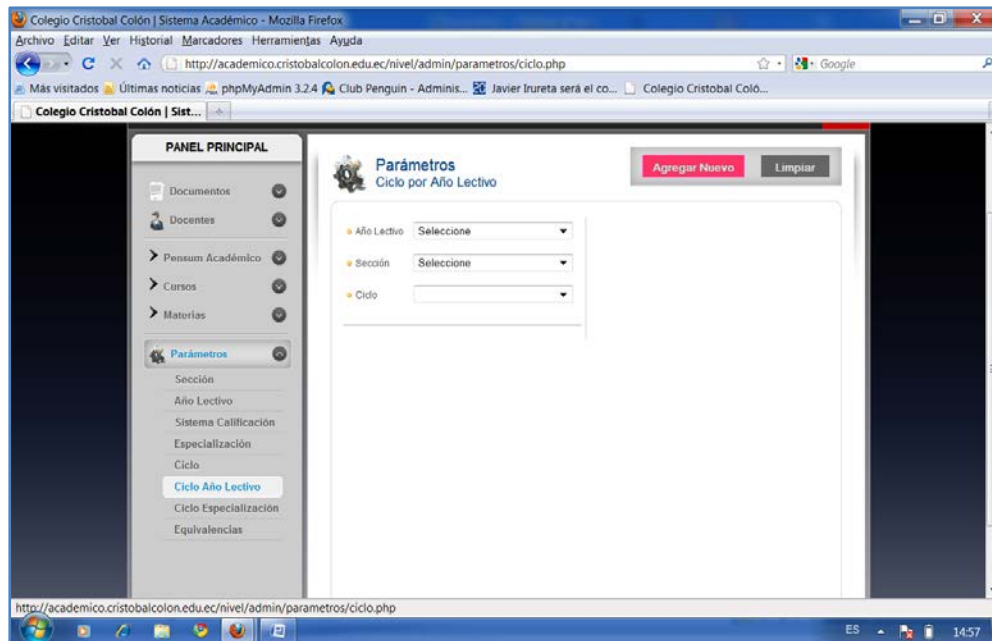 Colegio Cristobal Colón | Sistema Académico - Mozilla Firefox
Archivo Editar Ver Historial Marcadores Herramientas Ayuda
http://academico.cristobalcolon.edu.ec/nivel/admin/parametros/ciclo.php
Google
Más visitados Últimas noticias phpMyAdmin 3.2.4 Club Penguin - Adminis... Javier Irureta será el co... Colegio Cristobal Coló...
Colegio Cristobal Colón | Sist...
PANEL PRINCIPAL
Documentos
Docentes
Pensum Académico
Cursos
Materias
Parámetros
Sección
Año Lectivo
Sistema Calificación
Especialización
Ciclo
Ciclo Año Lectivo
Ciclo Especialización
Equivalencias
Parámetros
Ciclo por Año Lectivo
Agregar Nuevo Limpiar
Año Lectivo Seleccione
Sección Seleccione
Ciclo
http://academico.cristobalcolon.edu.ec/nivel/admin/parametros/ciclo.php
ES 14:57